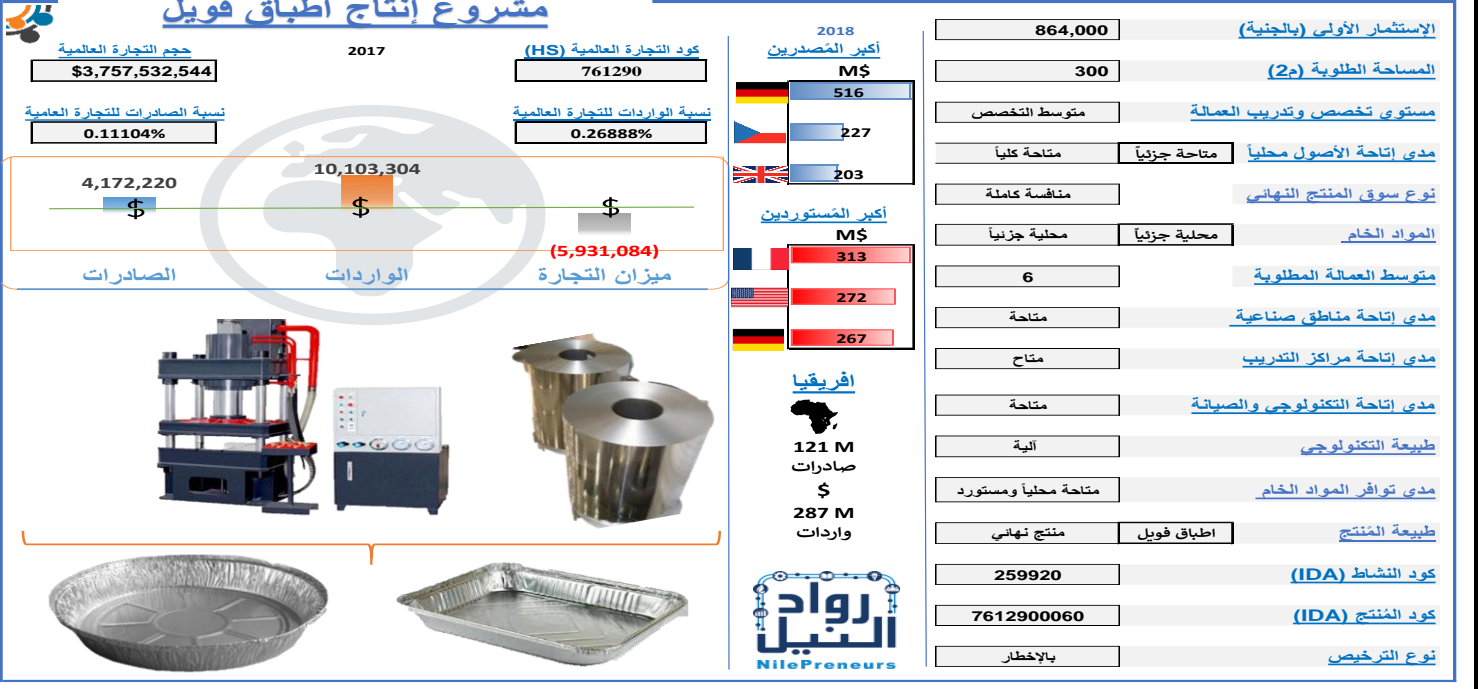 مشروع إنتاج اطباق فويل
الإستثمار الأولي (بالجنية)
864,000
المساحة الطلوبة (م2)
300
مستوى تخصص وتدريب العمالة
متوسط التخصص
مدى إتاحة الأصول محلياً
متاحة جزئياً
متاحة كلياً
نوع سوق المنتج النهائي
منافسة كاملة
المواد الخام
محلية جزئياً
محلية جزئياً
متوسط العمالة المطلوبة
6
مدى إتاحة مناطق صناعية
متاحة
مدى إتاحة مراكز التدريب
متاح
مدى إتاحة التكنولوجي والصيانة
متاحة
طبيعة التكنولوجي
آلية
مدى توافر المواد الخام
متاحة محلياً ومستورد
طبيعة المُنتج
اطباق فويل
منتج نهائي
كود النشاط (IDA)
259920
كود المُنتج (IDA)
7612900060
نوع الترخيص
بالإخطار
2018
أكبر المُصدرين
M$
516
227
203
أكبر المُستوردين
M$
313
272
267
افريقيا
121 M
صادرات
$
287 M
واردات
رواد
النيل
NilePreneurs
كود التجارة العالمية (HS)
761290
2017
حجم التجارة العالمية
$3,757,532,544
نسبة الواردات للتجارة العالمية
0.26888%
نسبة الصادرات للتجارة العامية
0.11104%
4,172,220
10,103,304
$
$
$
(5,931,084)
ميزان التجارة
الواردات
الصادرات